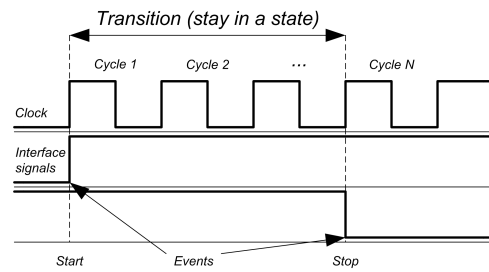 Transition (stay in a state)
Cycle 1 Cycle 2 ... Cycle N
Clock
Interface
signals
Start Events Stop